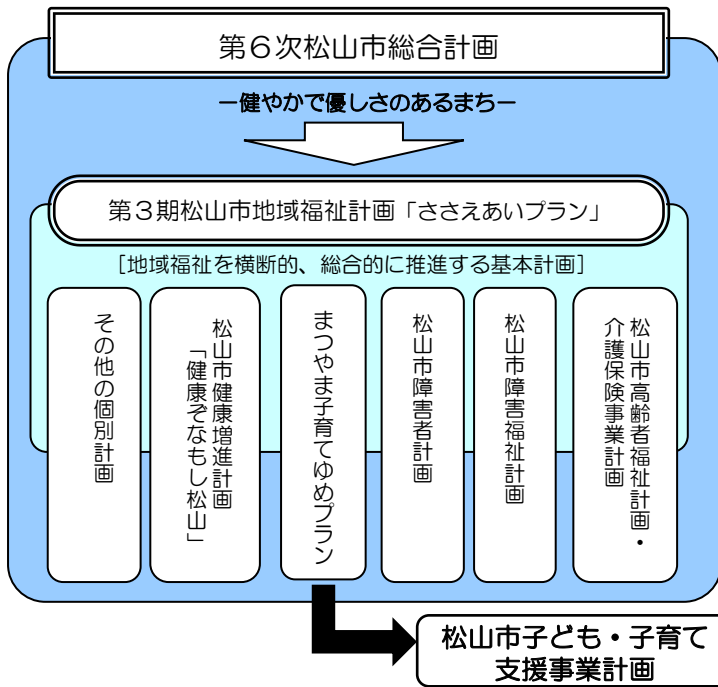 第６次松山市総合計画
－健やかで優しさのあるまち－
第３期松山市地域福祉計画「ささえあいプラン」
［地域福祉を横断的、総合的に推進する基本計画］
松山市高齢者福祉計画・
介護保険事業計画
松山市障害福祉計画
松山市障害者計画
まつやま子育てゆめプラン
松山市健康増進計画
「健康ぞなもし松山」
その他の個別計画
松山市子ども・子育て
支援事業計画